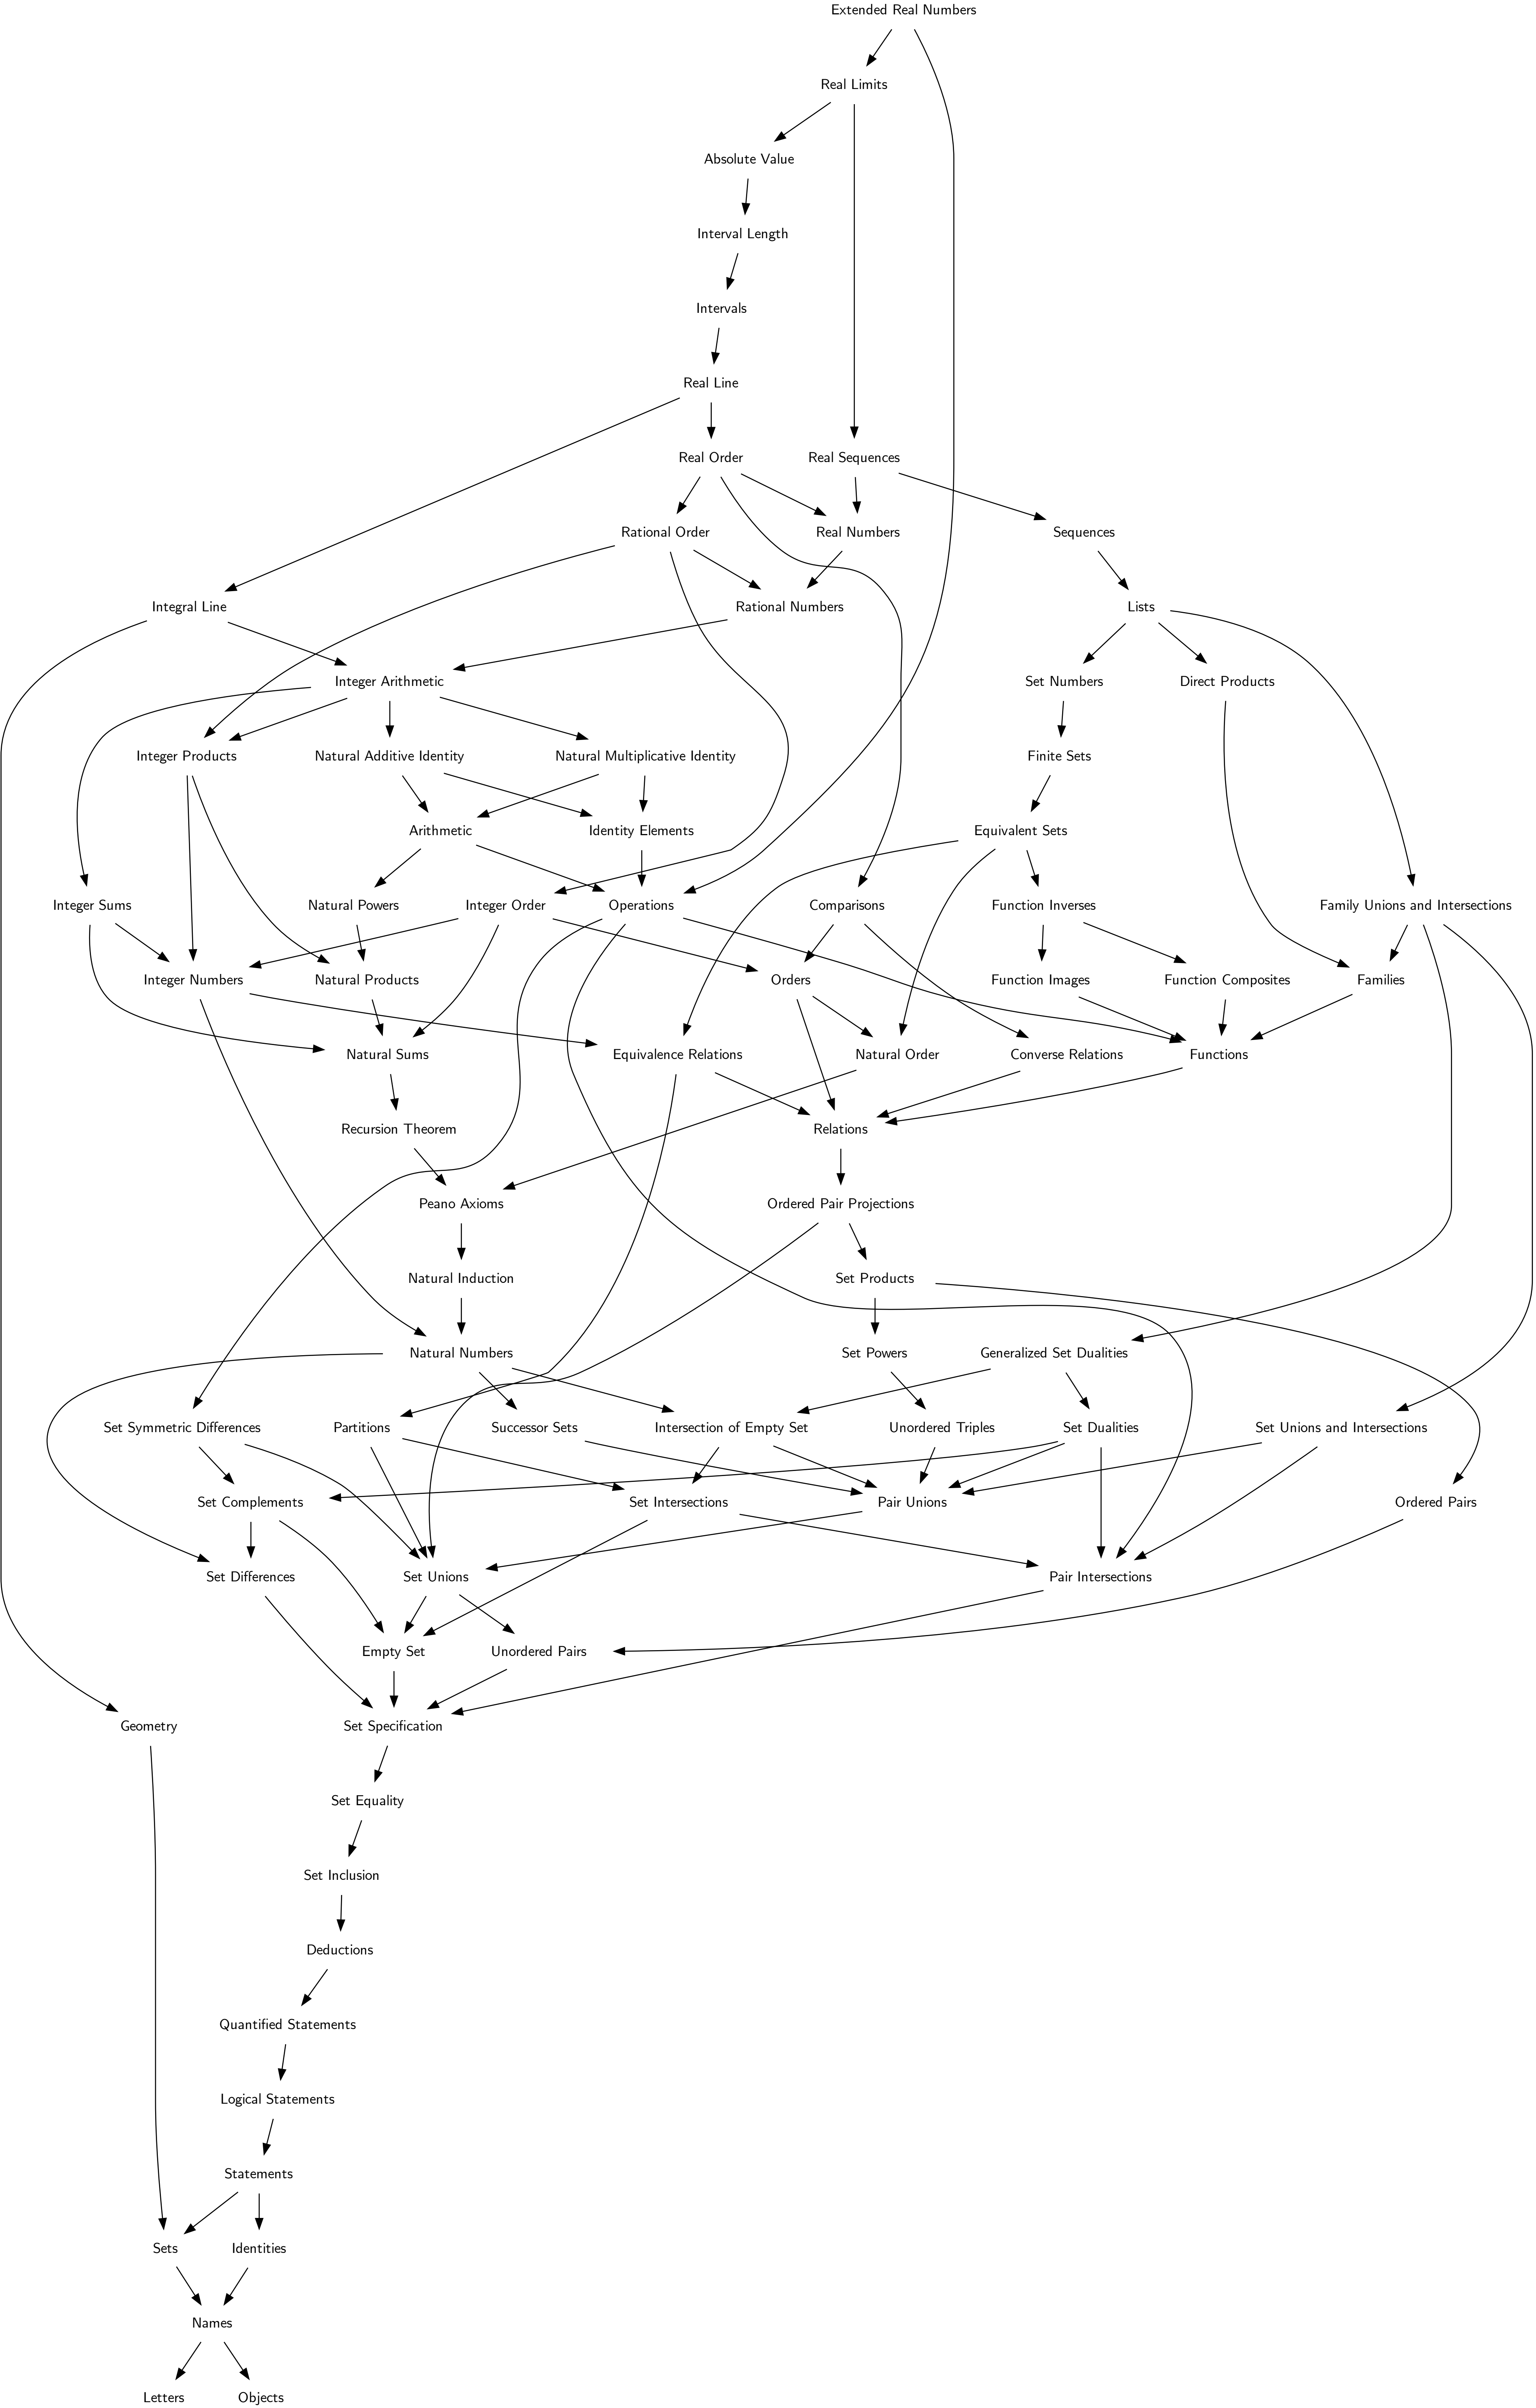 Extended Real Numbers
Real Limits
Absolute Value
Interval Length
Intervals
Real Line
Real Order
Real Sequences
Rational Order
Real Numbers
Sequences
Integral Line
Rational Numbers
Lists
Integer Arithmetic
Set Numbers
Direct Products
Integer Products
Natural Additive Identity
Natural Multiplicative Identity
Finite Sets
Arithmetic
Identity Elements
Equivalent Sets
Integer Sums
Natural Powers
Integer Order
Operations
Comparisons
Function Inverses
Family Unions and Intersections
Integer Numbers
Natural Products
Orders
Function Images
Function Composites
Families
Natural Sums
Equivalence Relations
Natural Order
Converse Relations
Functions
Recursion Theorem
Relations
Peano Axioms
Ordered Pair Projections
Natural Induction
Set Products
Natural Numbers
Set Powers
Generalized Set Dualities
Set Symmetric Differences
Partitions
Successor Sets
Intersection of Empty Set
Unordered Triples
Set Dualities
Set Unions and Intersections
Set Complements
Set Intersections
Pair Unions
Ordered Pairs
Set Differences
Set Unions
Pair Intersections
Empty Set
Unordered Pairs
Geometry
Set Specification
Set Equality
Set Inclusion
Deductions
Quantified Statements
Logical Statements
Statements
Sets
Identities
Names
Letters
Objects